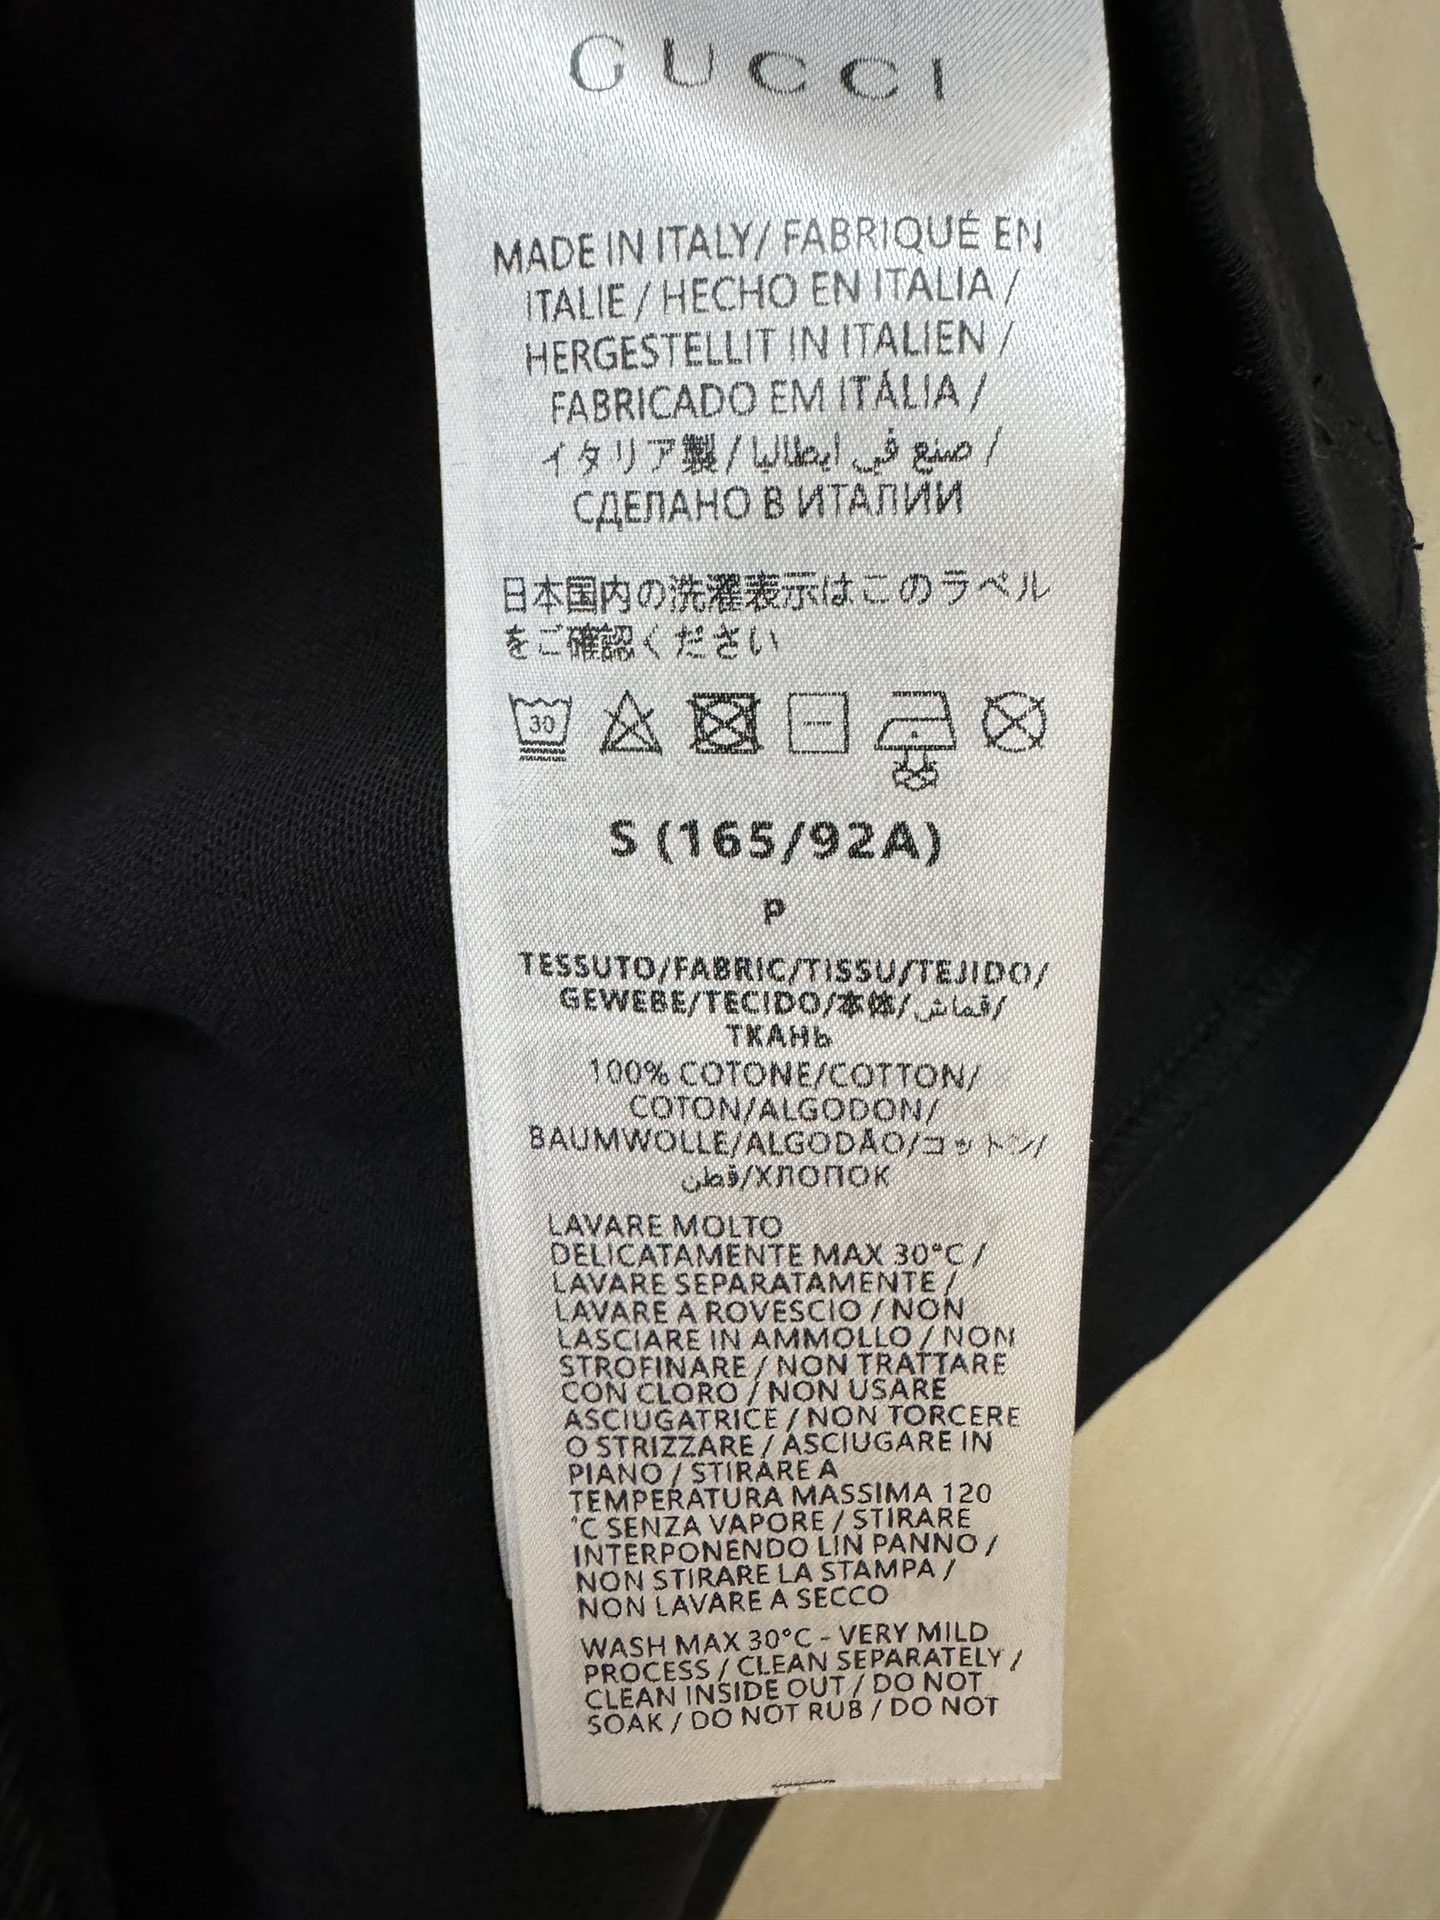 GUCCI
MADE IN ITALY/ FABRIQUÉ EN
ITALIE / HECHO EN ITALIA /
HERGESTELLIT IN ITALIEN /
FABRICADO EM ITÁLIA /
イタリア製 / صنع في ايطاليا /
СДЕЛАНО В ИТАЛИИ
日本国内の洗濯表示はこのラベル
をご確認ください
30
S (165/92A)
P
TESSUTO/FABRIC/TISSU/TEJIDO/
GEWEBE/TECIDO/本体/قماش/
ТКАНЬ
100% COTONE/COTTON/
COTON/ALGODON/
BAUMWOLLE/ALGODÃO/コットン/
قطن/ХЛОПОК
LAVARE MOLTO
DELICATAMENTE MAX 30°C /
LAVARE SEPARATAMENTE /
LAVARE A ROVESCIO / NON
LASCIARE IN AMMOLLO / NON
STROFINARE / NON TRATTARE
CON CLORO / NON USARE
ASCIUGATRICE / NON TORCERE
O STRIZZARE / ASCIUGARE IN
PIANO / STIRARE A
TEMPERATURA MASSIMA 120
°C SENZA VAPORE / STIRARE
INTERPONENDO LIN PANNO /
NON STIRARE LA STAMPA /
NON LAVARE A SECCO
WASH MAX 30°C - VERY MILD
PROCESS / CLEAN SEPARATELY /
CLEAN INSIDE OUT / DO NOT
SOAK / DO NOT RUB / DO NOT